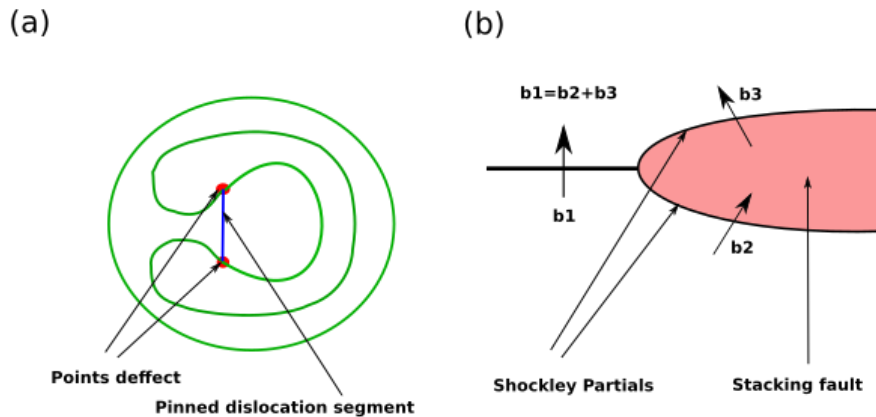 (a)
Points deffect
Pinned dislocation segment
(b)
b1=b2+b3
b3
b1
b2
Shockley Partials
Stacking fault